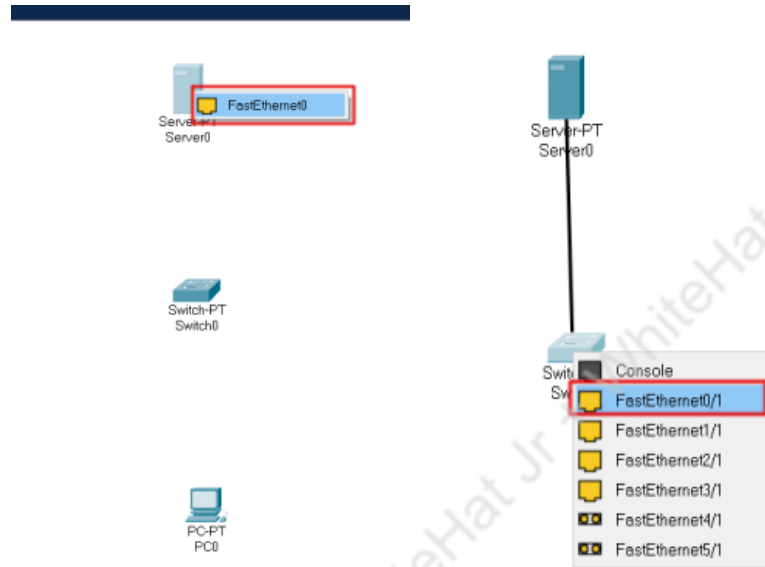 FastEthernet0
Server-PT
Server0
Switch-PT
Switch0
PC-PT
PC0
Server-PT
Server0
Console
FastEthernet0/1
FastEthernet1/1
FastEthernet2/1
FastEthernet3/1
FastEthernet4/1
FastEthernet5/1
WhiteHat Jr
WhiteHat